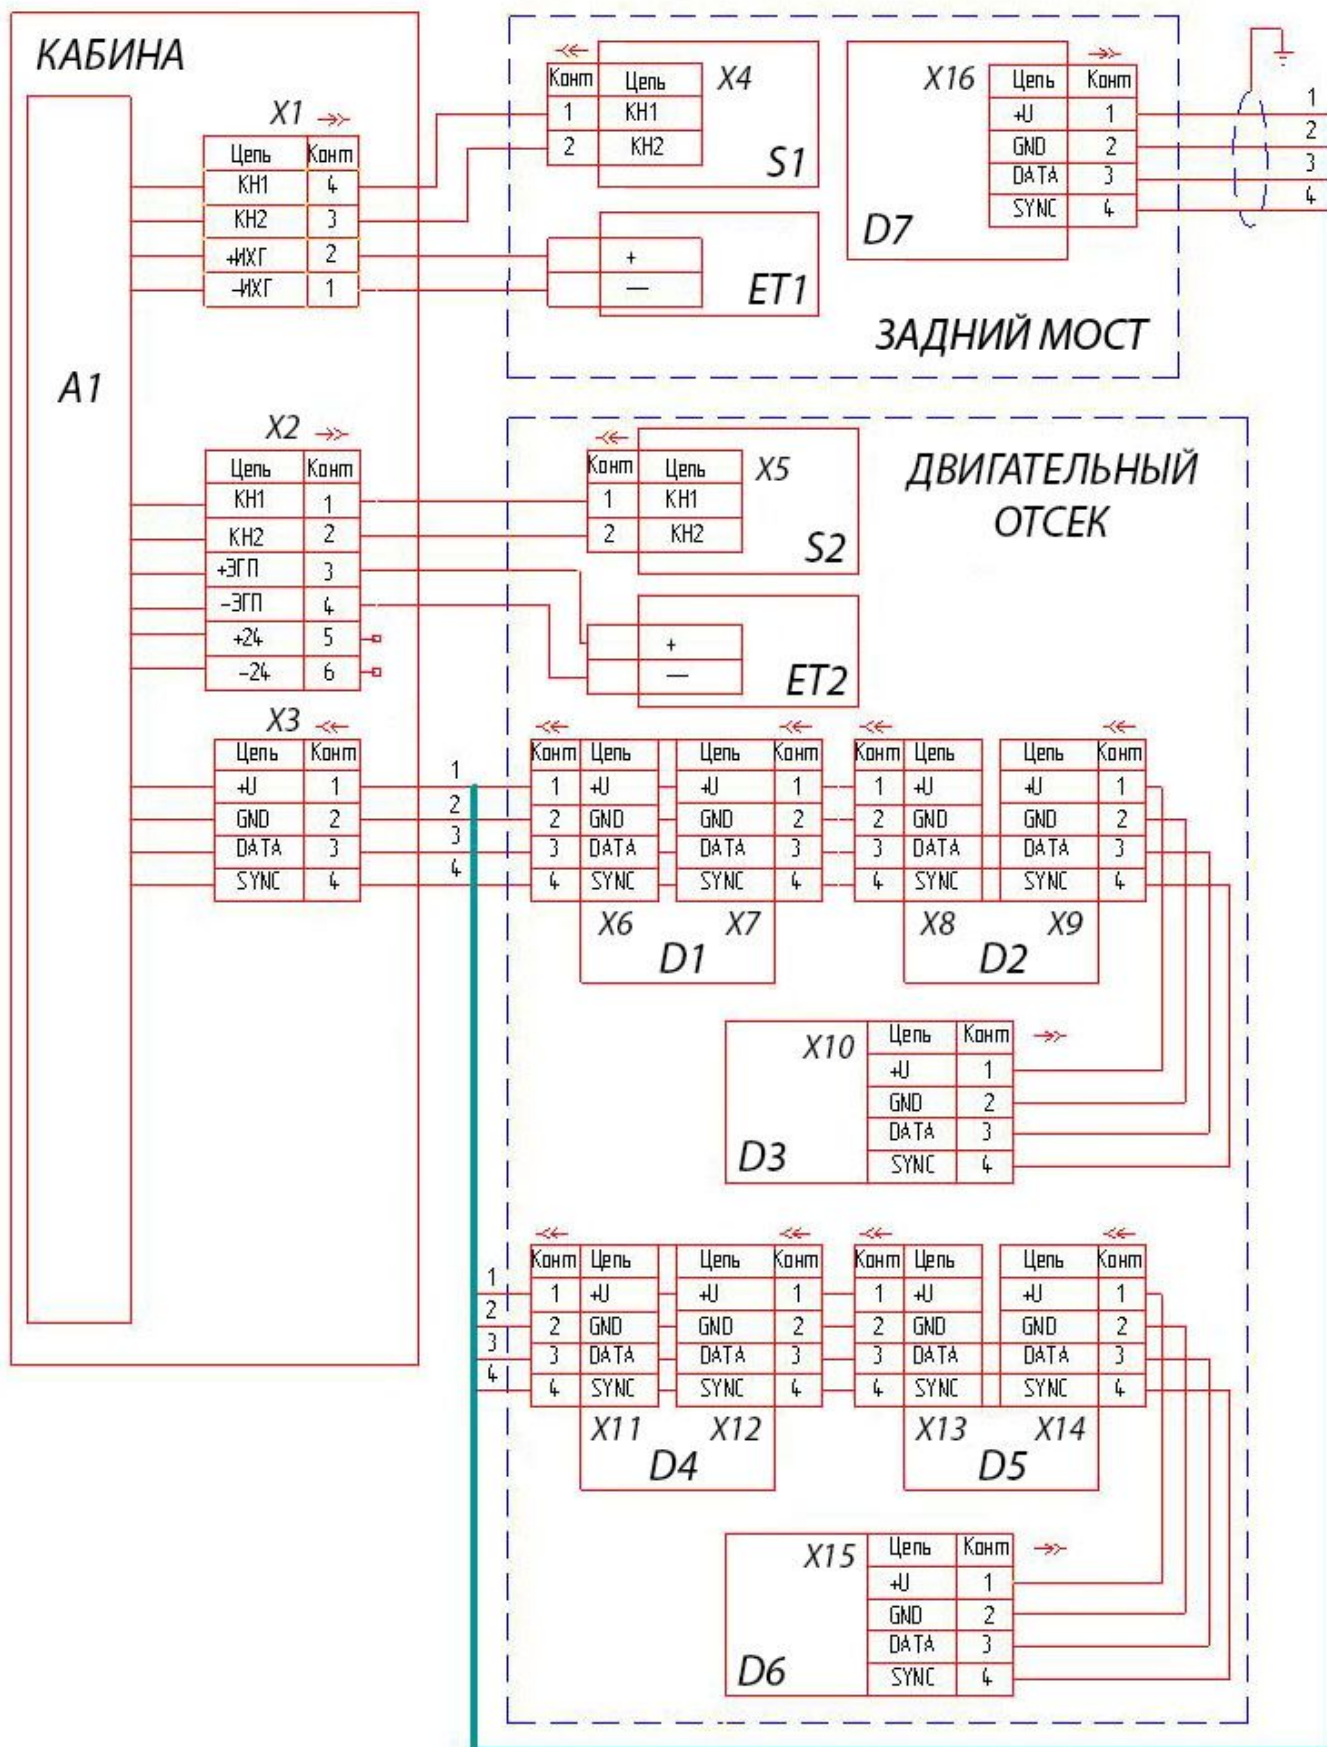 КАБИНА
A1
X1
Цепь Конт
КН1 4
КН2 3
+ИХГ 2
-ИХГ 1
X2
Цепь Конт
КН1 1
КН2 2
+ЭГП 3
-ЭГП 4
+24 5
-24 6
X3
Цепь Конт
+U 1
GND 2
DATA 3
SYNC 4
1
2
3
4
Конт Цепь X4
1 КН1
2 КН2
S1
+
—
ET1
X16 Цепь Конт
+U 1
GND 2
DATA 3
SYNC 4
D7
1
2
3
4
ЗАДНИЙ МОСТ
ДВИГАТЕЛЬНЫЙ
ОТСЕК
Конт Цепь X5
1 КН1
2 КН2
S2
+
—
ET2
Конт Цепь Цепь Конт Конт Цепь Цепь Конт
1 +U +U 1 1 +U +U 1
2 GND GND 2 2 GND GND 2
3 DATA DATA 3 3 DATA DATA 3
4 SYNC SYNC 4 4 SYNC SYNC 4
X6 X7 X8 X9
D1 D2
X10 Цепь Конт
+U 1
GND 2
DATA 3
SYNC 4
D3
1
2
3
4
Конт Цепь Цепь Конт Конт Цепь Цепь Конт
1 +U +U 1 1 +U +U 1
2 GND GND 2 2 GND GND 2
3 DATA DATA 3 3 DATA DATA 3
4 SYNC SYNC 4 4 SYNC SYNC 4
X11 X12 X13 X14
D4 D5
X15 Цепь Конт
+U 1
GND 2
DATA 3
SYNC 4
D6